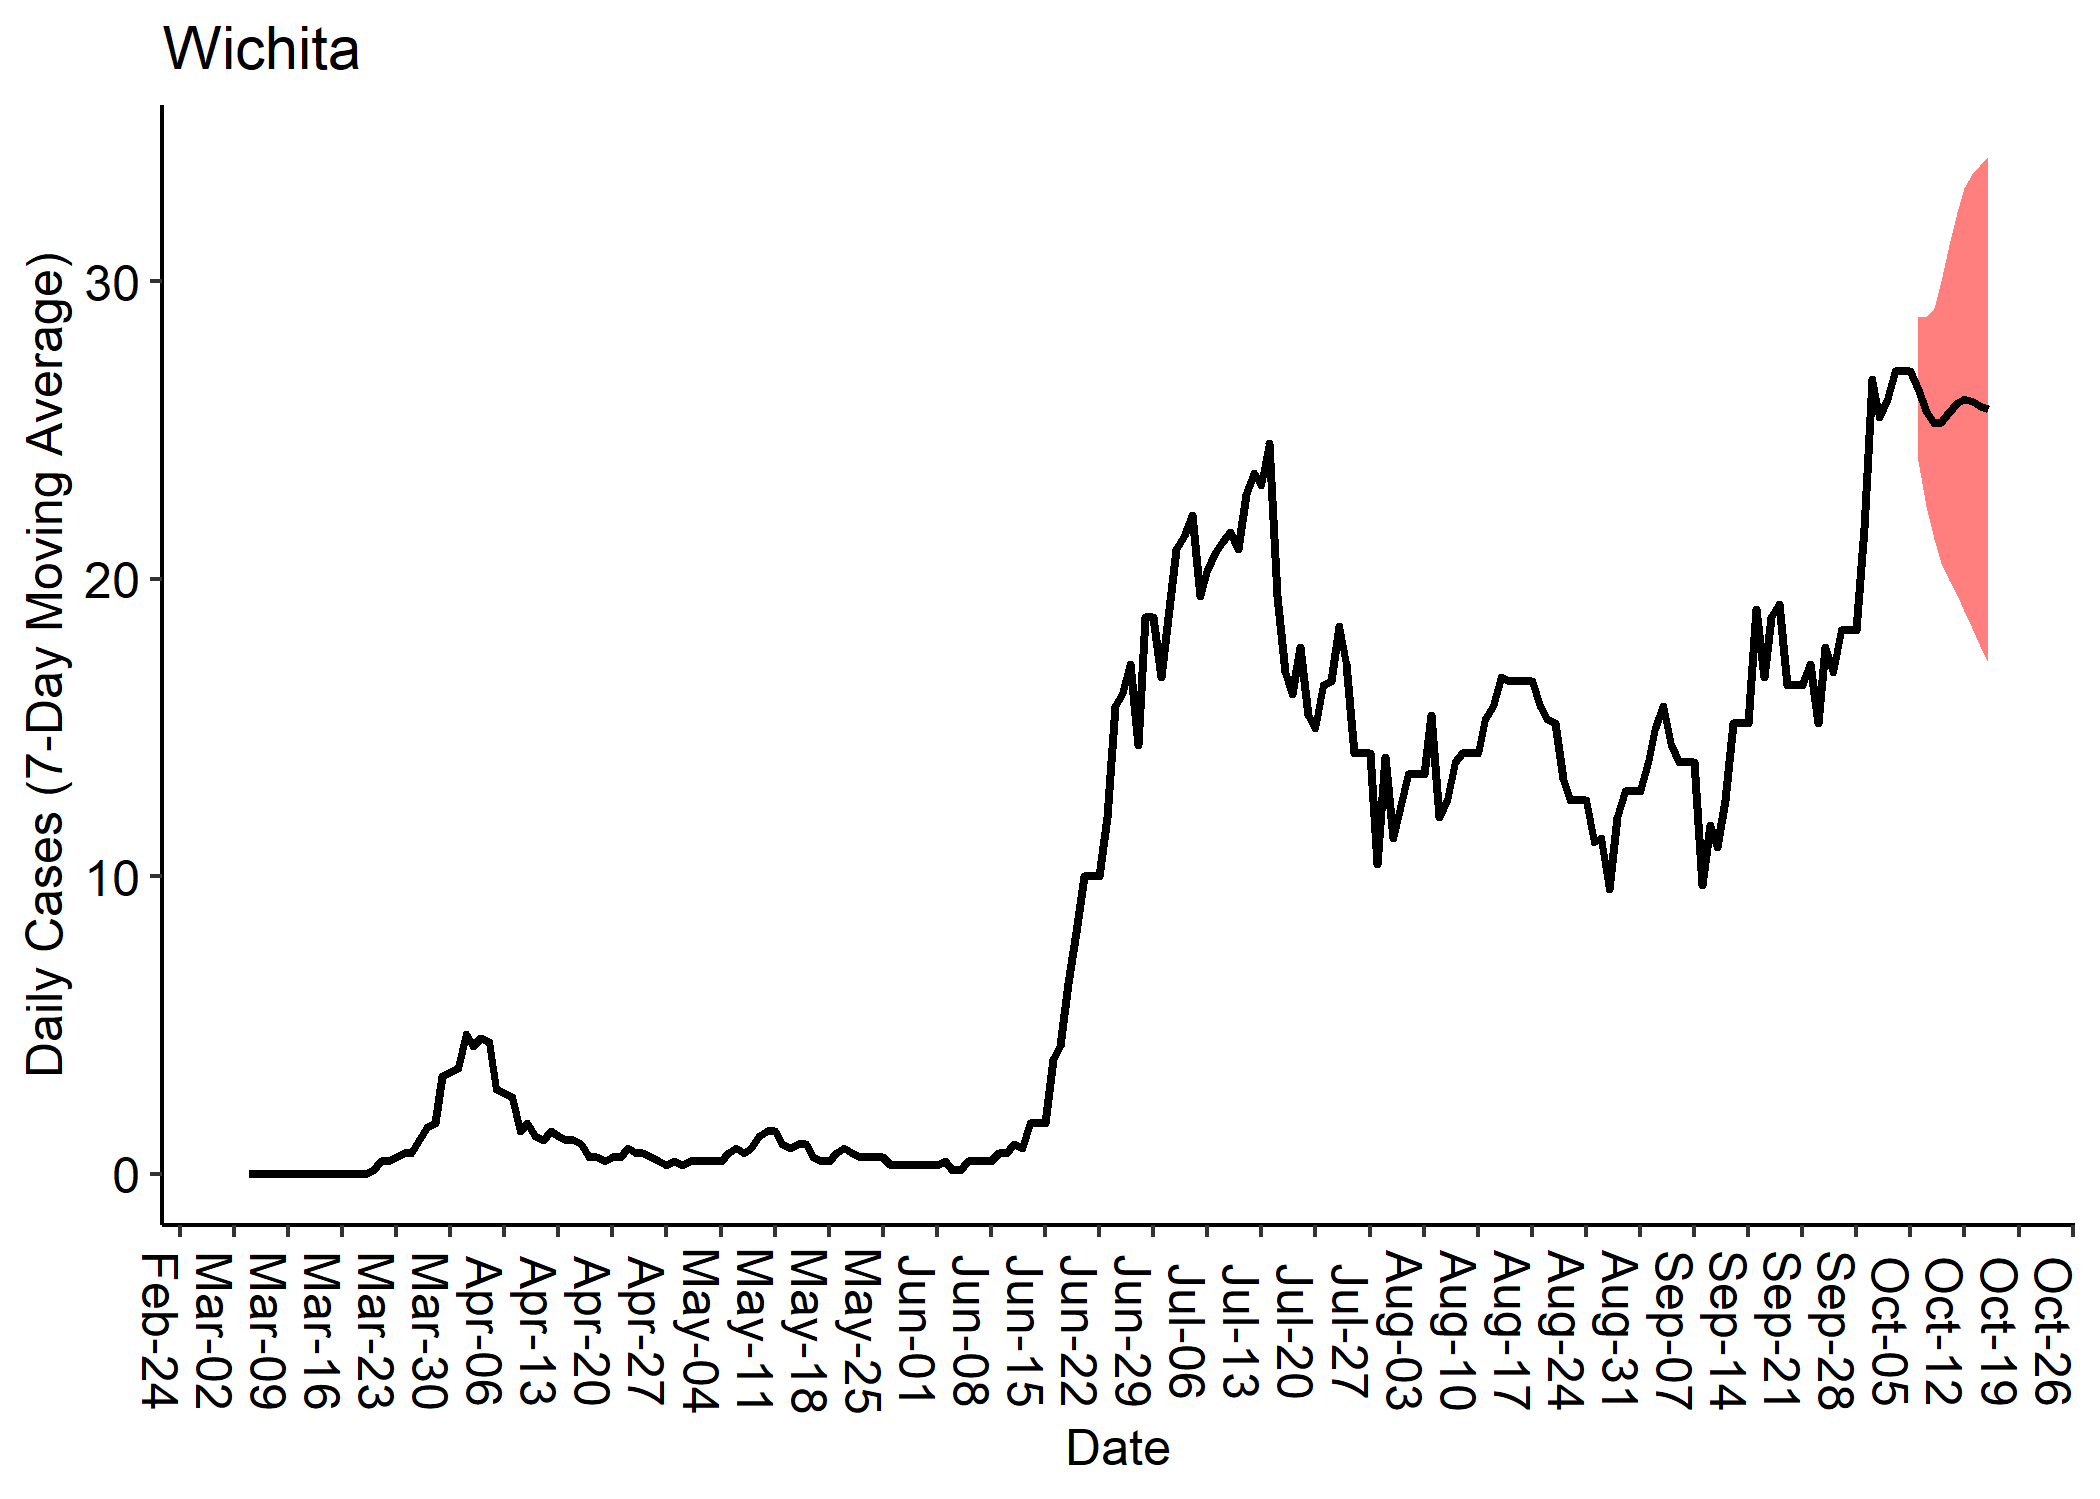 Wichita
Daily Cases (7-Day Moving Average)
30
20
10
0
Feb-24
Mar-02
Mar-09
Mar-16
Mar-23
Mar-30
Apr-06
Apr-13
Apr-20
Apr-27
May-04
May-11
May-18
May-25
Jun-01
Jun-08
Jun-15
Jun-22
Jun-29
Jul-06
Jul-13
Jul-20
Jul-27
Aug-03
Aug-10
Aug-17
Aug-24
Aug-31
Sep-07
Sep-14
Sep-21
Sep-28
Oct-05
Oct-12
Oct-19
Oct-26
Date